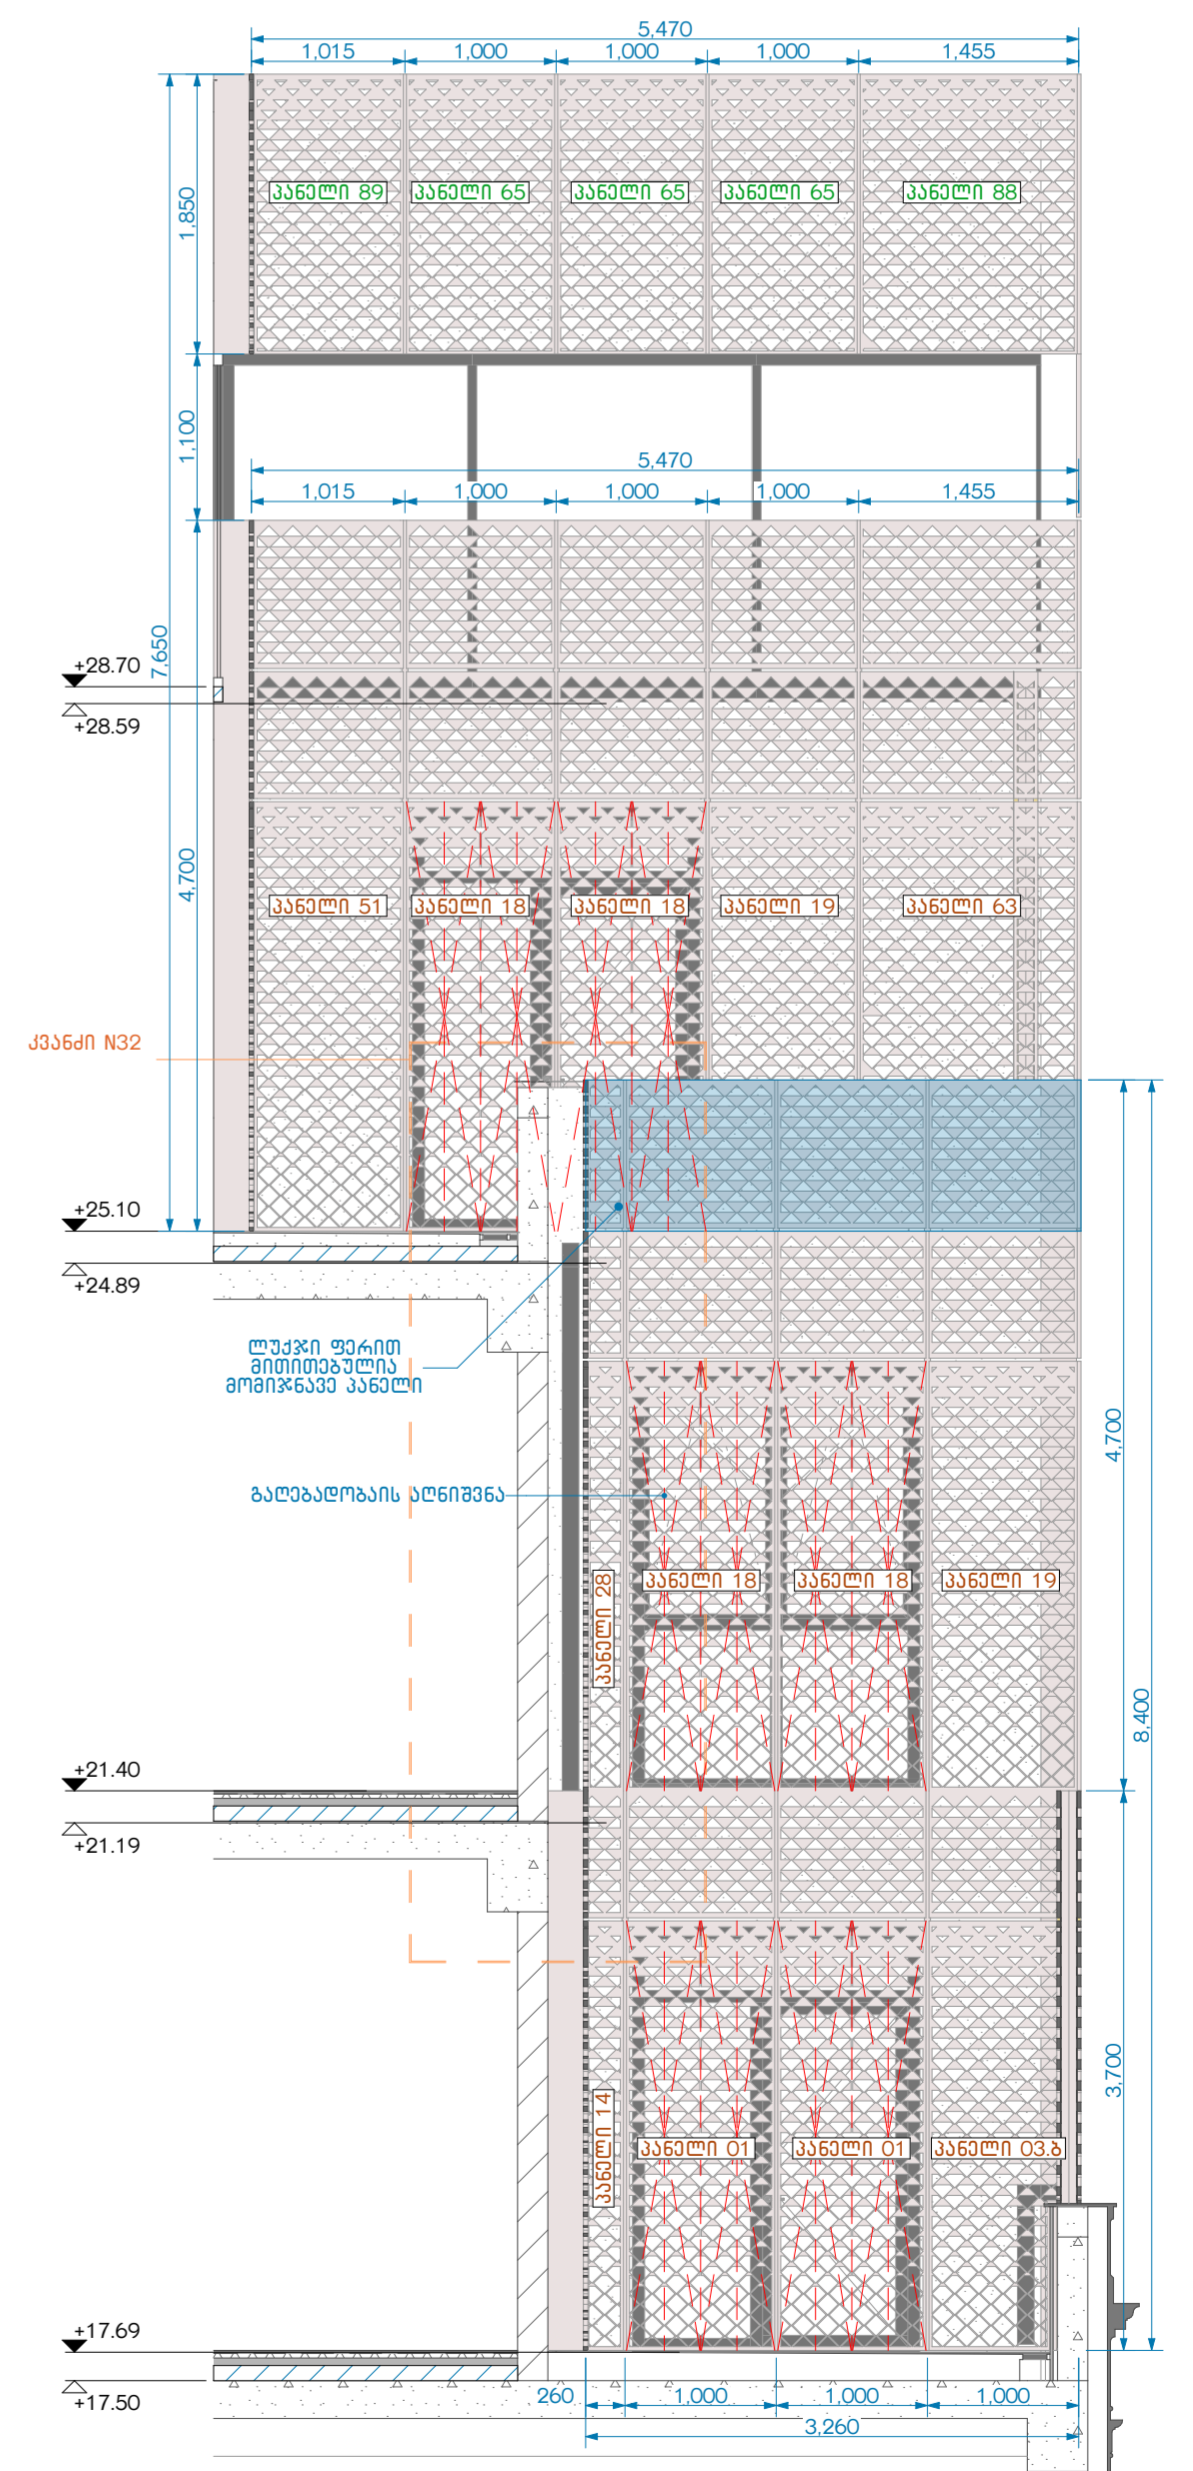 5,470
1,015 1,000 1,000 1,000 1,455
1,850
პანელი 89 პანელი 65 პანელი 65 პანელი 65 პანელი 88
1,100
5,470
1,015 1,000 1,000 1,000 1,455
7,650
+28.70
+28.59
4,700
პანელი 51 პანელი 18 პანელი 18 პანელი 19 პანელი 63
კვანძი N32
+25.10
+24.89
ლუქჯი ფერით
მითითებულია
მომიჯნავე პანელი
4,700
გაღებადობაის აღნიშვნა
პანელი 28
პანელი 18 პანელი 18 პანელი 19
8,400
+21.40
+21.19
3,700
პანელი 14
პანელი 01 პანელი 01 პანელი 03.ბ
+17.69
+17.50
260 1,000 1,000 1,000
3,260